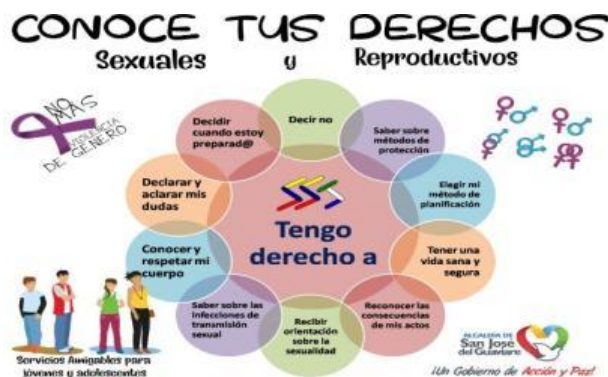 CONOCE TUS DERECHOS
Sexuales y Reproductivos
NO MAS
VIOLENCIA
DE GENERO
Decir no
Saber sobre
métodos de
protección
Elegir mi
método de
planificación
Tener una
vida sana y
segura
Reconocer las
consecuencias
de mis actos
Recibir
orientación
sobre la
sexualidad
Saber sobre las
infecciones de
transmisión
sexual
Conocer y
respetar mi
cuerpo
Declarar y
aclarar mis
dudas
Decidir
cuando estoy
preparad@
Tengo
derecho a
Servicios Amigables para
jóvenes y adolescentes
ALCALDÍA DE
San Jose
del Guaviare
¡Un Gobierno de Acción y Paz!